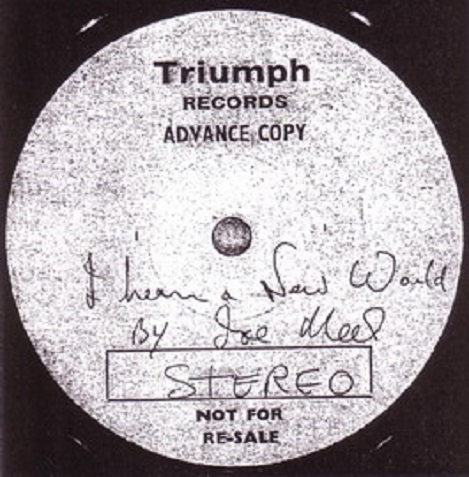 Triumph
RECORDS
ADVANCE COPY
I hear a New World
By Joe Meek
STEREO
NOT FOR
RE-SALE